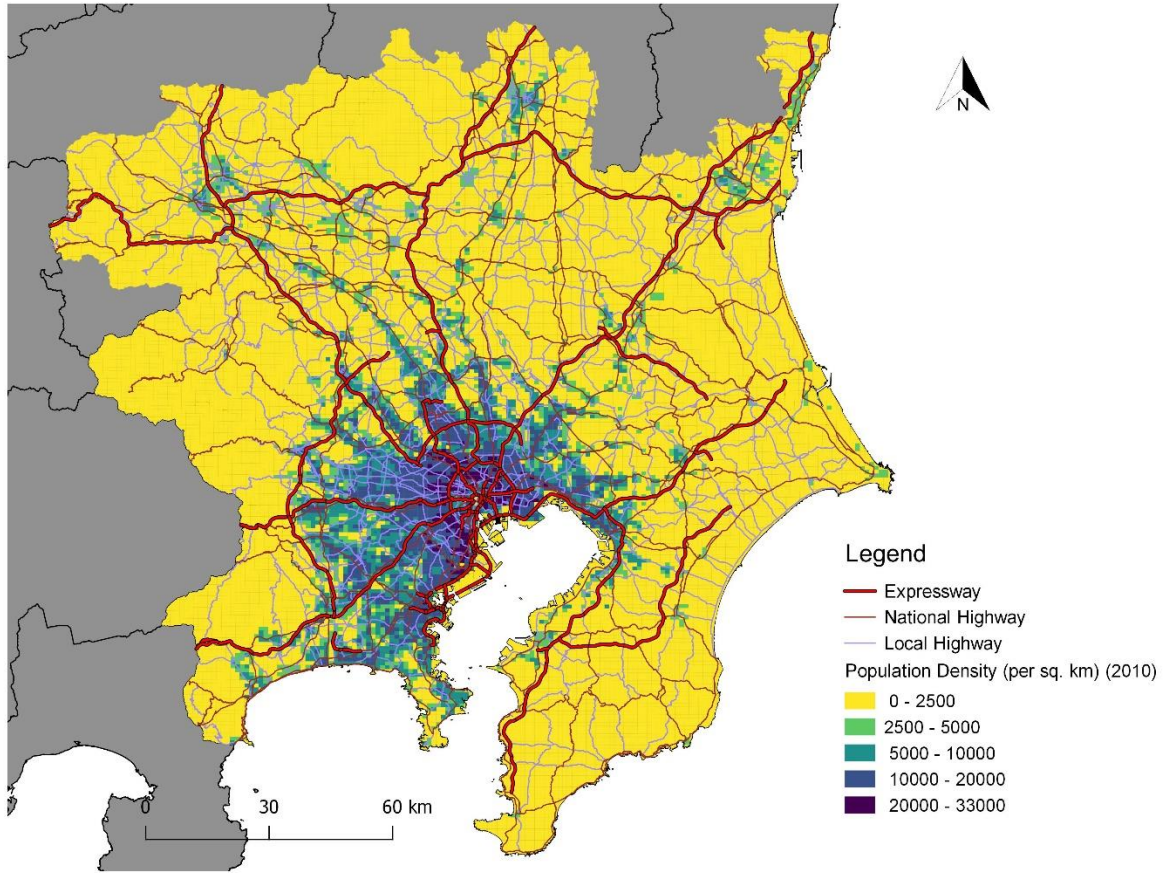 N
Legend
Expressway
National Highway
Local Highway
Population Density (per sq. km) (2010)
0 - 2500
2500 - 5000
5000 - 10000
10000 - 20000
20000 - 33000
0 30 60 km